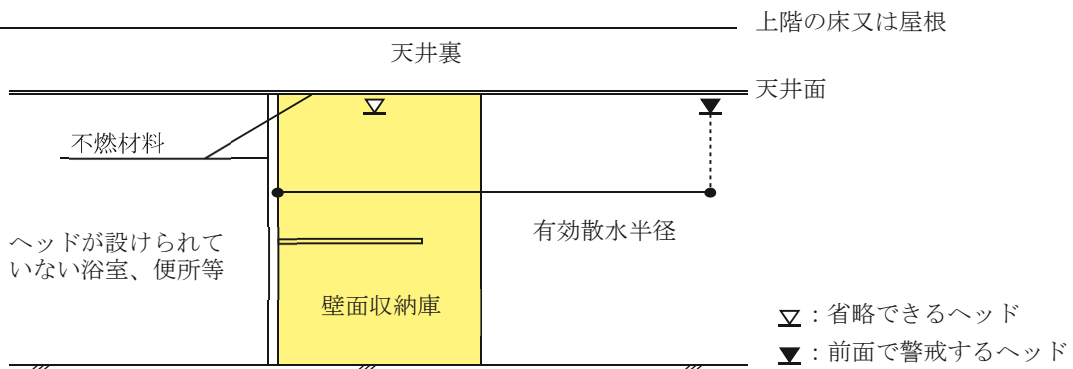 上階の床又は屋根
天井裏
天井面
不燃材料
有効散水半径
ヘッドが設けられて
いない浴室、便所等
壁面収納庫
：省略できるヘッド
：前面で警戒するヘッド